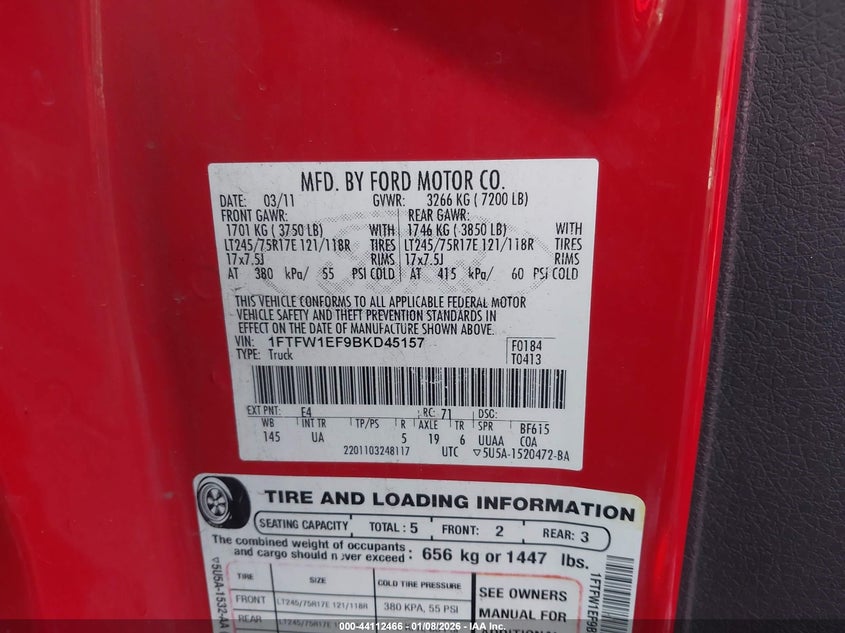 MFD. BY FORD MOTOR CO.
DATE: 03/11 GVWR: 3266 KG ( 7200 LB)
FRONT GAWR: REAR GAWR:
1701 KG ( 3750 LB) WITH 1746 KG ( 3850 LB) WITH
LT245/75R17E 121/118R TIRES LT245/75R17E 121/118R TIRES
17x7.5J RIMS 17x7.5J RIMS
AT 380 kPa/ 55 PSI COLD AT 415 kPa/ 60 PSI COLD
THIS VEHICLE CONFORMS TO ALL APPLICABLE FEDERAL MOTOR
VEHICLE SAFETY AND THEFT PREVENTION STANDARDS IN
EFFECT ON THE DATE OF MANUFACTURE SHOWN ABOVE.
VIN: 1FTFW1EF9BKD45157 F0184
TYPE: Truck T0413
EXT PNT: E4 RC: 71 DSO:
WB INT TR TP/PS R AXLE TR SPR BF615
145 UA 5 19 6 UUAA COA
2201103248117 UTC ▽5U5A-1520472-BA
TIRE AND LOADING INFORMATION
SEATING CAPACITY TOTAL: 5 FRONT: 2 REAR: 3
The combined weight of occupants
and cargo should never exceed: 656 kg or 1447 lbs.
TIRE SIZE COLD TIRE PRESSURE SEE OWNERS
FRONT LT245/75R17E 121/118R 380 KPA, 55 PSI MANUAL FOR
REAR LT245/75R17E ADDITIONAL
▽5U5A-1532-AA
1FTFW1EF9B
000-44112466 (01/08/2026) - © IAA Inc.